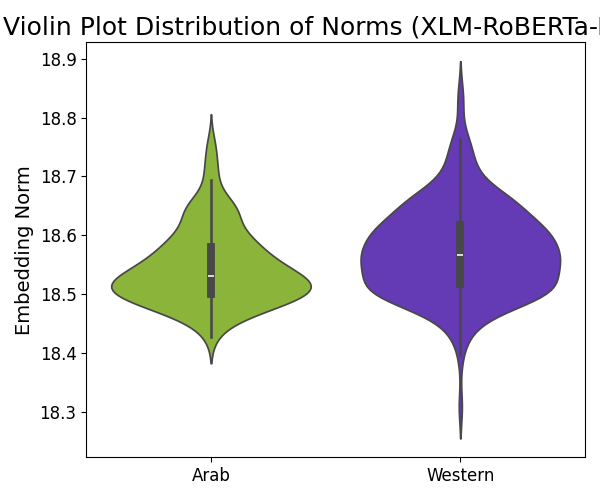 Violin Plot Distribution of Norms (XLM-RoBERTa-
Embedding Norm
18.9
18.8
18.7
18.6
18.5
18.4
18.3
Arab
Western